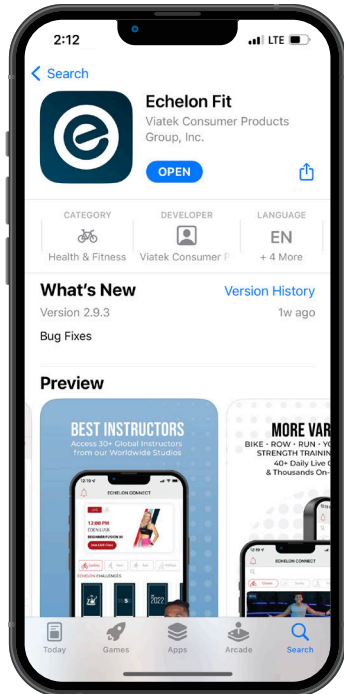 2:12
LTE
Search
Echelon Fit
Viatek Consumer Products
Group, Inc.
OPEN
CATEGORY
DEVELOPER
LANGUAGE
EN
Health & Fitness
Viatek Consumer
+ 4 More
What's New
Version History
Version 2.9.3
1w ago
Bug Fixes
Preview
BEST INSTRUCTORS
Access 30+ Global Instructors
from our Worldwide Studios
MORE VAR
BIKE • ROW • RUN •
STRENGTH
40+ Daily Live
& Thousands On-
ECHELON CONNECT
12:00 PM
ECHELON CHALLENGES
2022
ECHELON CONNECT
Today
Games
Apps
Arcade
Search